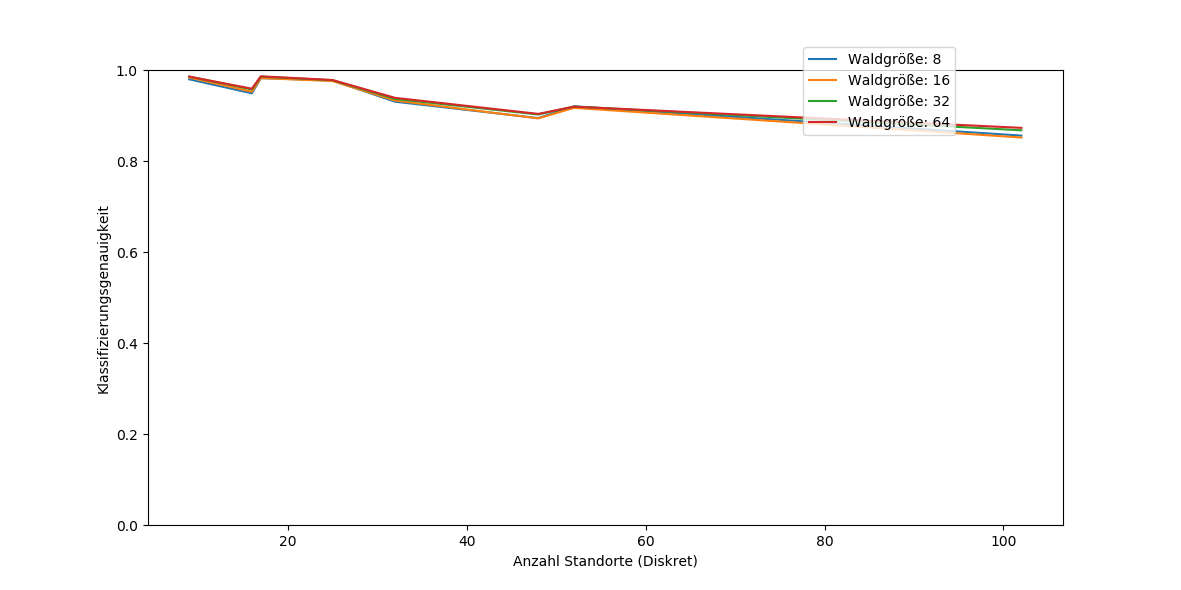 Waldgröße: 8
Waldgröße: 16
Waldgröße: 32
Waldgröße: 64
1.0
0.8
0.6
0.4
0.2
0.0
Klassifizierungsgenauigkeit
20 40 60 80 100
Anzahl Standorte (Diskret)